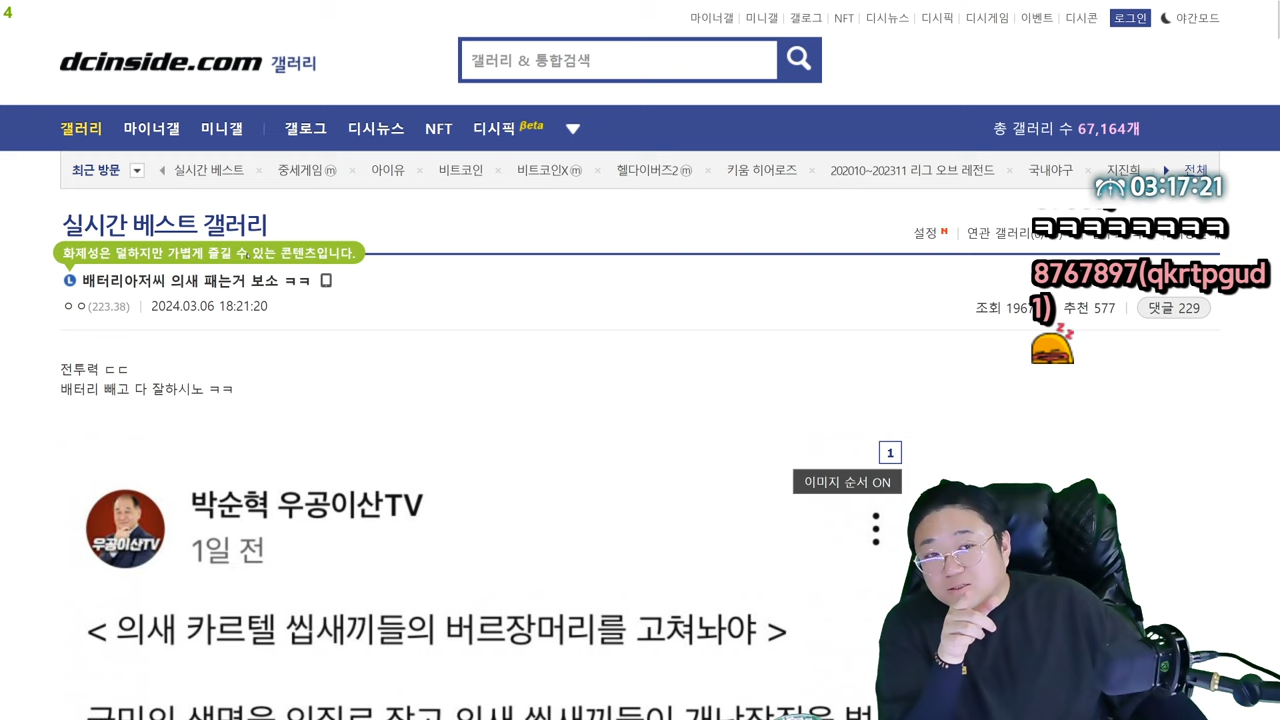 4
마이너갤 미니갤 갤로그 NFT 디시뉴스 디시픽 디시게임 이벤트 디시콘 로그인 야간모드
dcinside.com 갤러리
갤러리 & 통합검색
갤러리 마이너갤 미니갤 갤로그 디시뉴스 NFT 디시픽 βeta
총 갤러리 수 67,164개
최근 방문 실시간 베스트 × 중세게임ⓜ × 아이유 × 비트코인 × 비트코인Xⓜ × 헬다이버즈2ⓜ × 키움 히어로즈 × 202010~202311 리그 오브 레전드 × 국내야구 × 지진희 전체
03:17:21
실시간 베스트 갤러리
설정 N 연관 갤러리
ㅋㅋㅋㅋㅋㅋㅋㅋ
화제성은 덜하지만 가볍게 즐길 수 있는 콘텐츠입니다.
배터리아저씨 의새 패는거 보소 ㅋㅋ
8767897(qkrtpgud
1)
ㅇㅇ(223.38) 2024.03.06 18:21:20
조회 1967 추천 577 댓글 229
전투력 ㄷㄷ
배터리 빼고 다 잘하시노 ㅋㅋ
1
이미지 순서 ON
박순혁 우공이산TV
우공이산TV
1일 전
< 의새 카르텔 씹새끼들의 버르장머리를 고쳐놔야 >